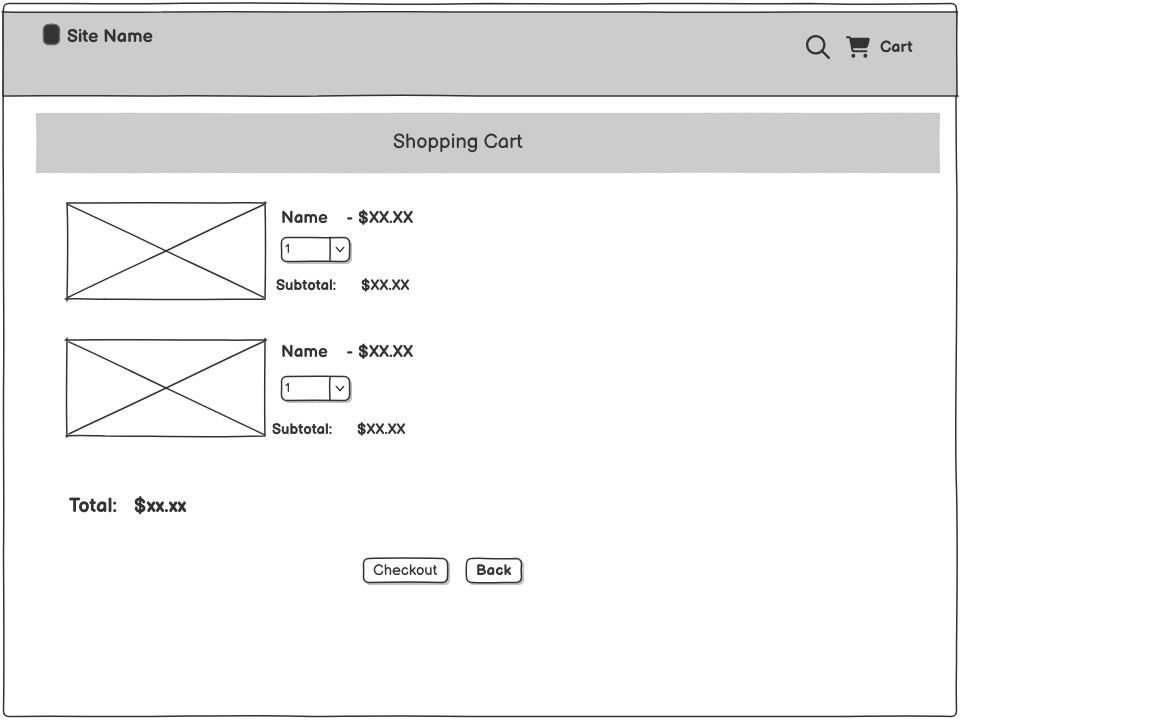 Site Name
Cart
Shopping Cart
Name - $XX.XX
1
Subtotal: $XX.XX
Name - $XX.XX
1
Subtotal: $XX.XX
Total: $xx.xx
Checkout Back